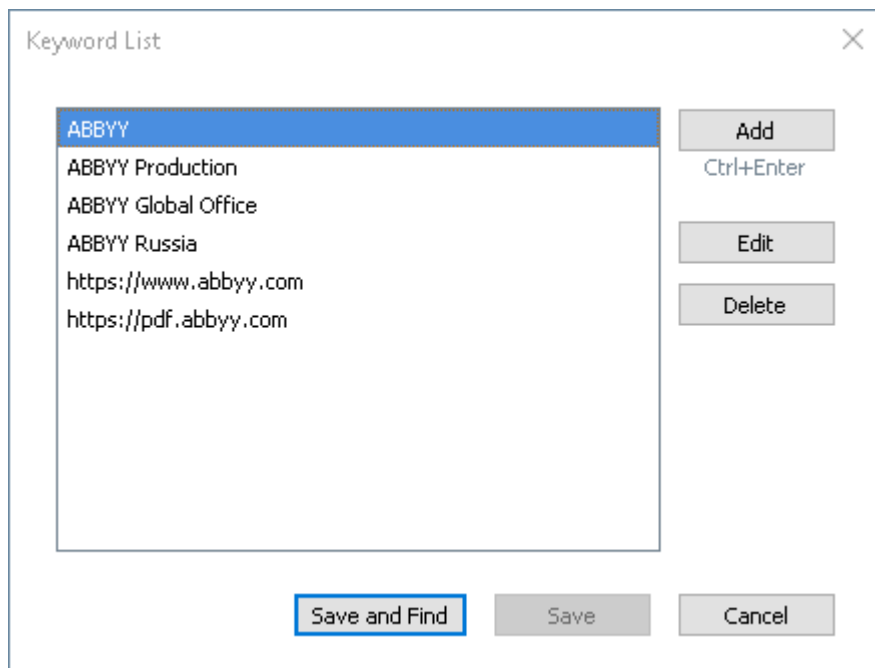 Keyword List
ABBYY
ABBYY Production
ABBYY Global Office
ABBYY Russia
https://www.abbyy.com
https://pdf.abbyy.com
Add
Ctrl+Enter
Edit
Delete
Save and Find
Save
Cancel